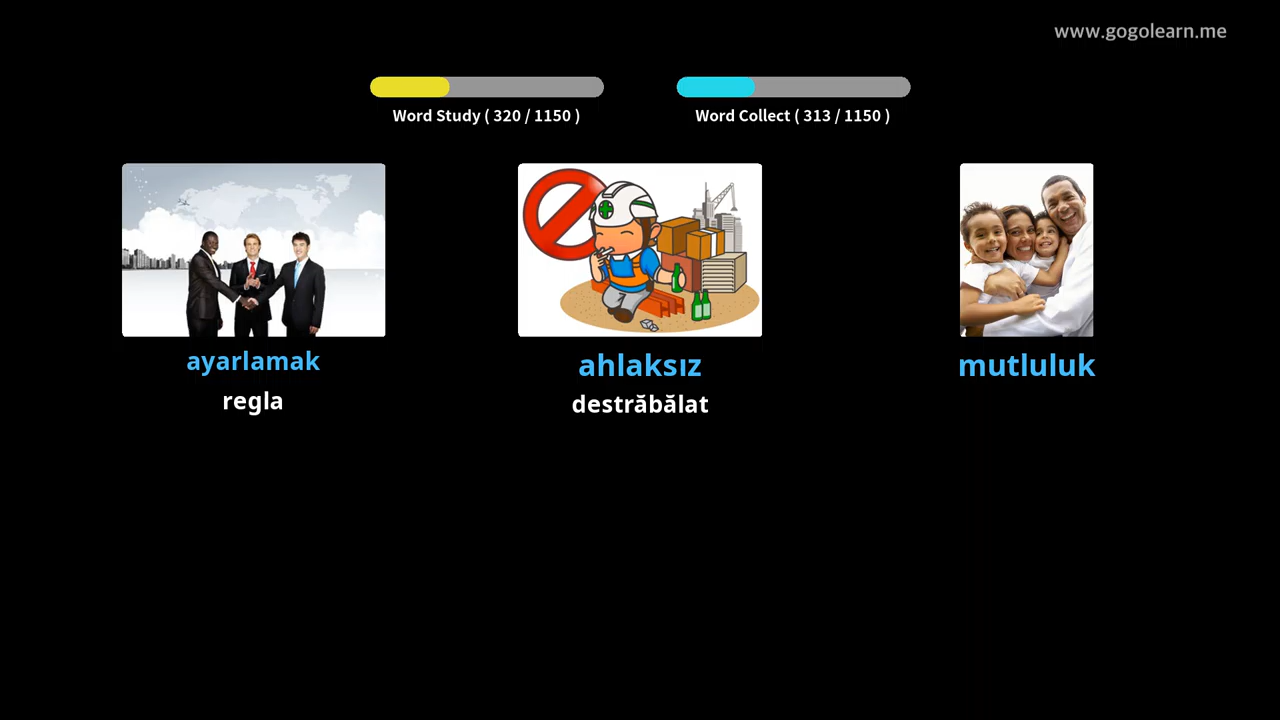 www.gogolearn.me
Word Study ( 320 / 1150 )
Word Collect ( 313 / 1150 )
ayarlamak
regla
ahlaksız
destrăbălat
mutluluk